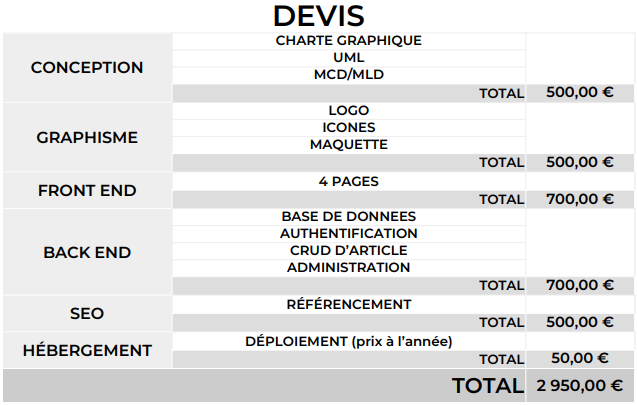 DEVIS
CONCEPTION
CHARTE GRAPHIQUE
UML
MCD/MLD
TOTAL 500,00 €
GRAPHISME
LOGO
ICONES
MAQUETTE
TOTAL 500,00 €
FRONT END
4 PAGES
TOTAL 700,00 €
BACK END
BASE DE DONNEES
AUTHENTIFICATION
CRUD D’ARTICLE
ADMINISTRATION
TOTAL 700,00 €
SEO
RÉFÉRENCEMENT
TOTAL 500,00 €
HÉBERGEMENT
DÉPLOIEMENT (prix à l’année)
TOTAL 50,00 €
TOTAL 2 950,00 €